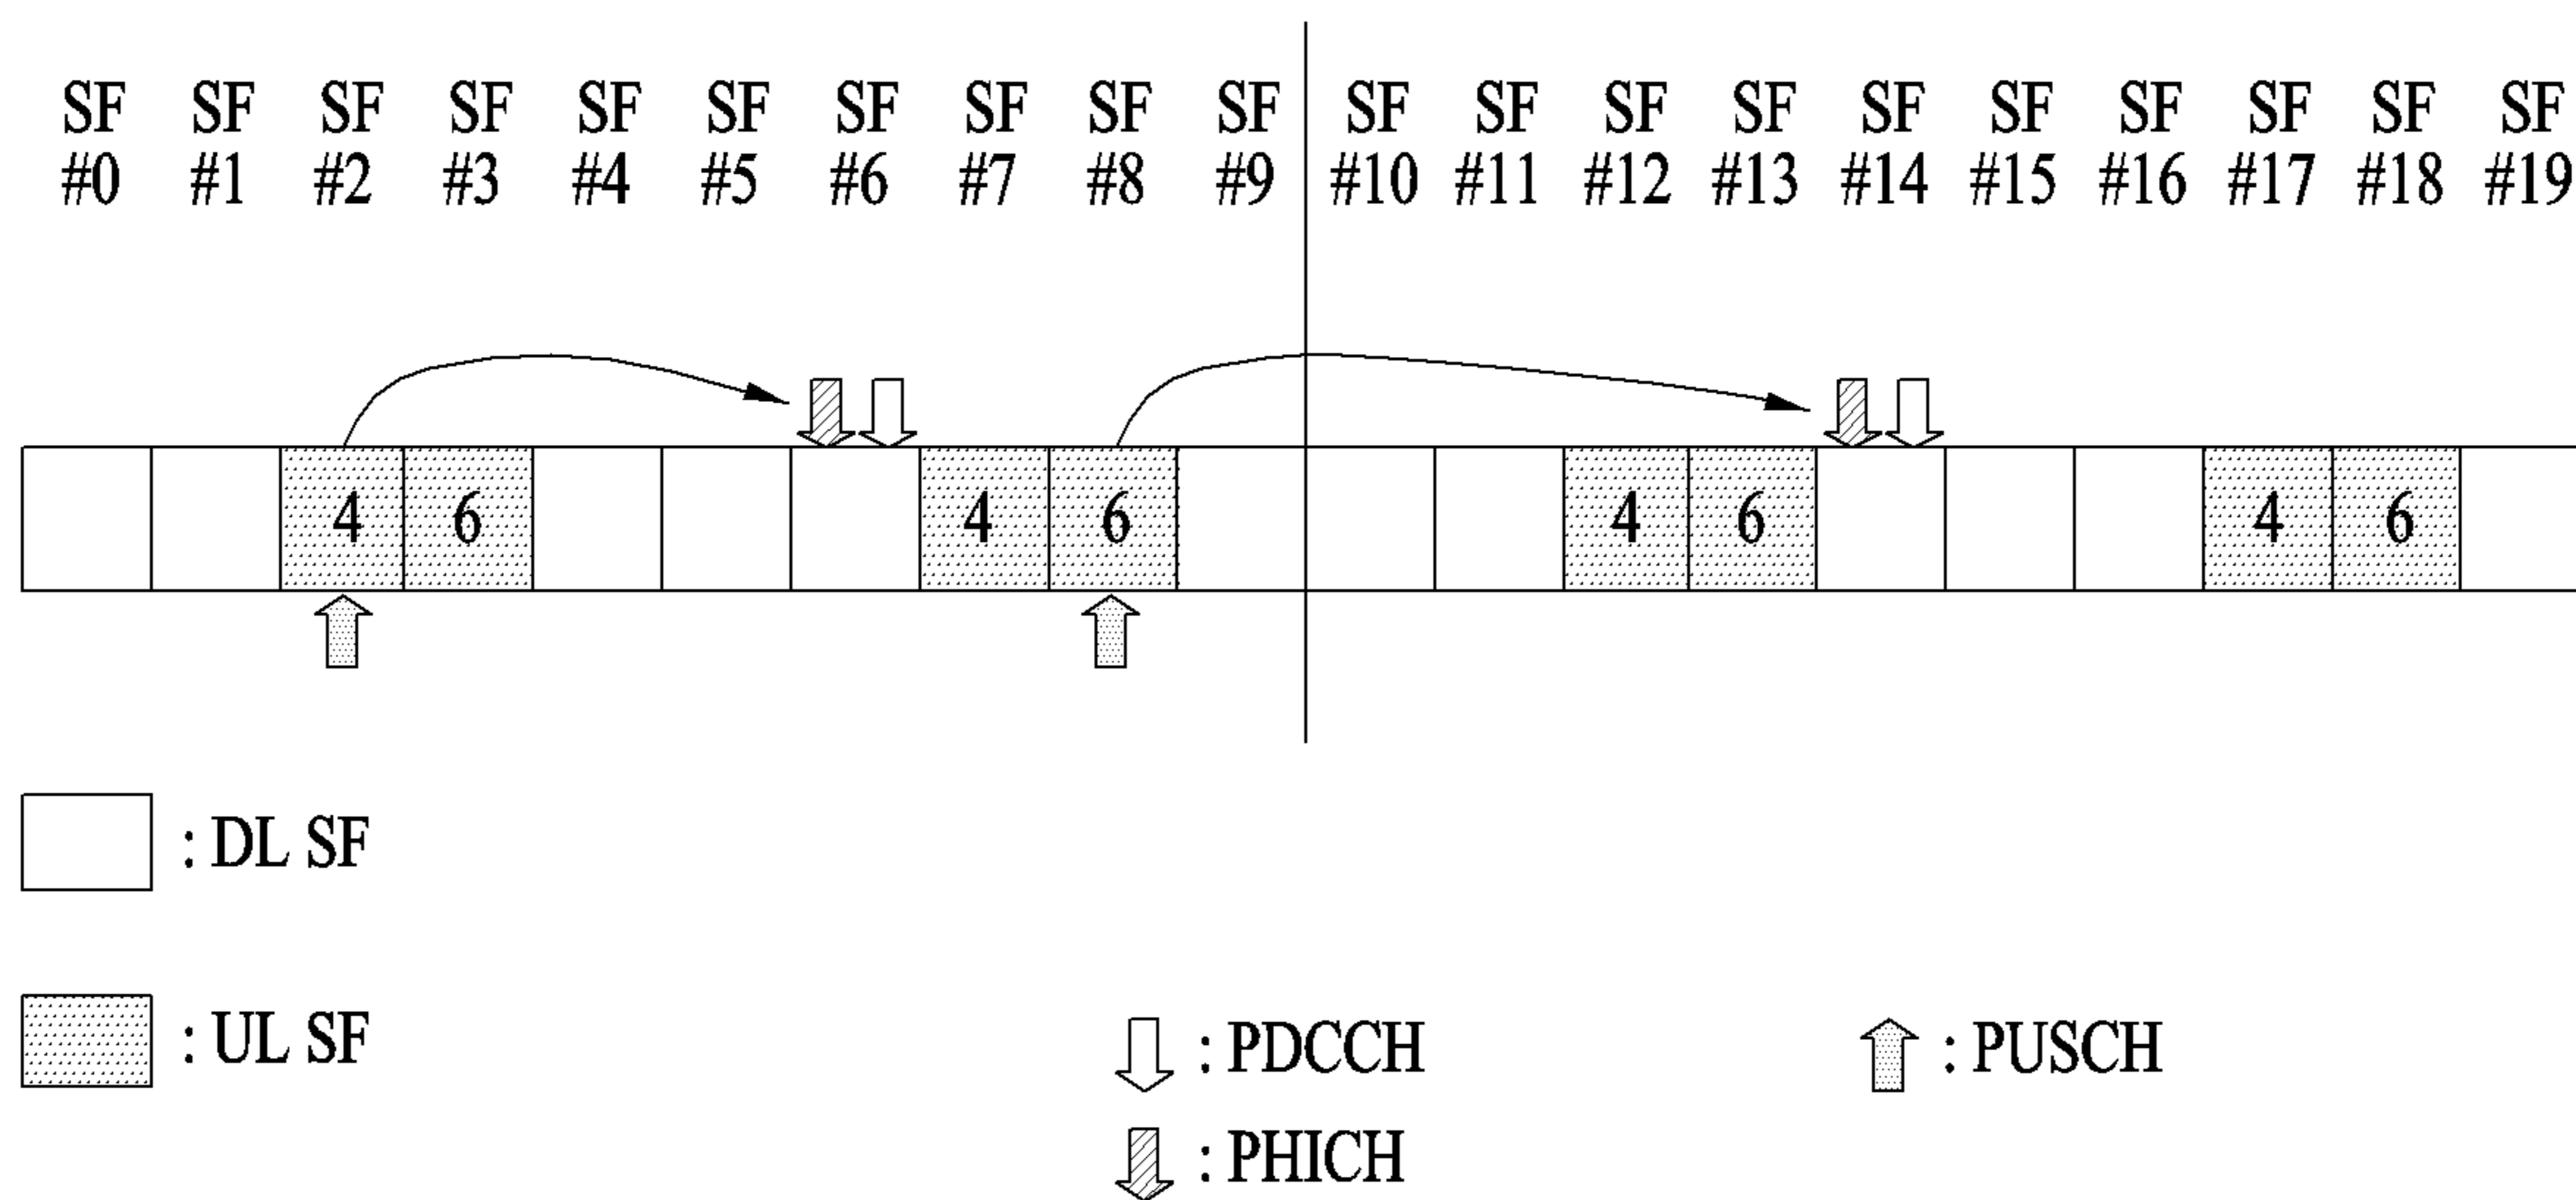 SF SF SF SF SF SF SF SF SF SF SF SF SF SF SF SF SF SF SF SF
#0 #1 #2 #3 #4 #5 #6 #7 #8 #9 #10 #11 #12 #13 #14 #15 #16 #17 #18 #19
4 6 4 6 4 6 4 6
: DL SF
: UL SF
: PDCCH
: PUSCH
: PHICH